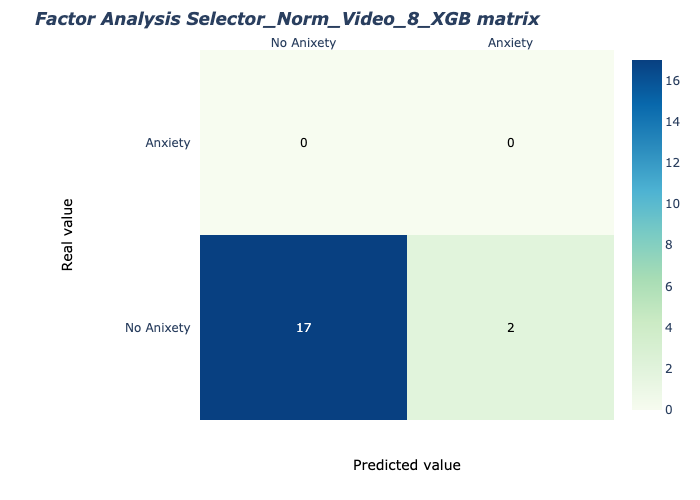 Factor Analysis Selector_Norm_Video_8_XGB matrix
No Anixety Anxiety
16
14
12
10
8
6
4
2
0
Anxiety 0 0
Real value
No Anixety 17 2
Predicted value